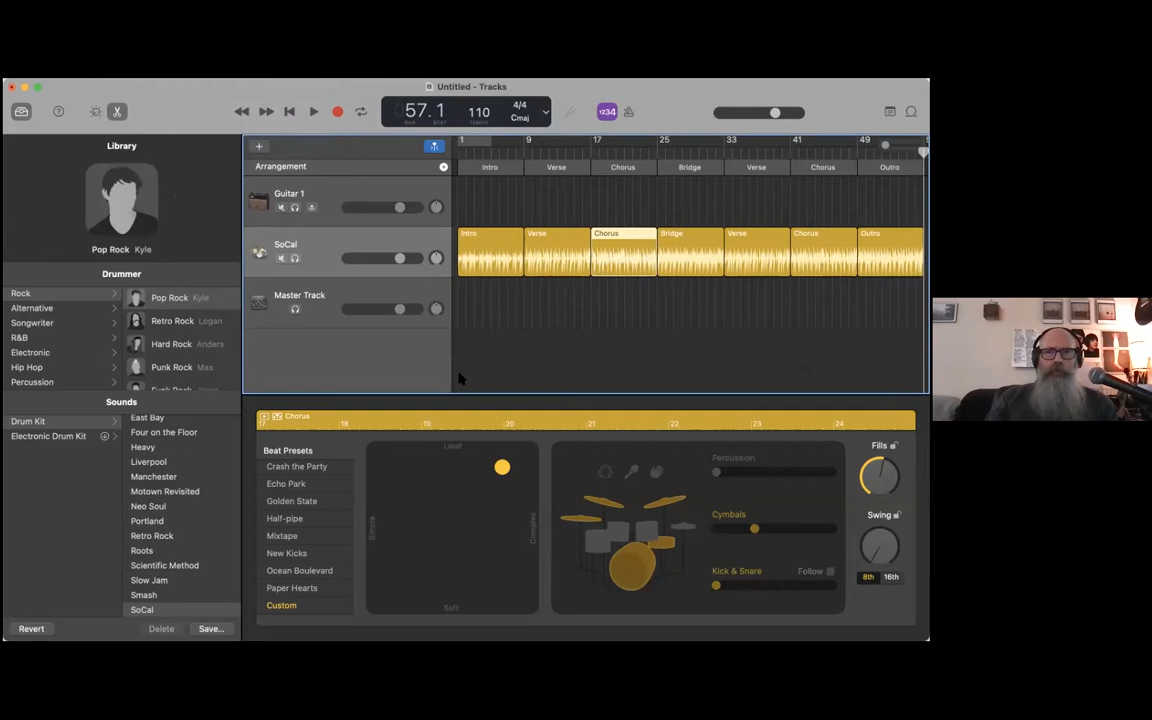 Untitled - Tracks
57.1
BAR
BEAT
110
TEMPO
4/4
Cmaj
1234
Library
Pop Rock Kyle
Drummer
Rock
Alternative
Songwriter
R&B
Electronic
Hip Hop
Percussion
Pop Rock Kyle
Retro Rock Logan
Hard Rock Anders
Punk Rock Max
Sounds
Drum Kit
Electronic Drum Kit
East Bay
Four on the Floor
Heavy
Liverpool
Manchester
Motown Revisited
Neo Soul
Portland
Retro Rock
Roots
Scientific Method
Slow Jam
Smash
SoCal
Revert
Delete
Save...
1 9 17 25 33 41 49
Arrangement
Intro Verse Chorus Bridge Verse Chorus Outro
Guitar 1
SoCal
Intro Verse Chorus Bridge Verse Chorus Outro
Master Track
Chorus
17 18 19 20 21 22 23 24
Beat Presets
Crash the Party
Echo Park
Golden State
Half-pipe
Mixtape
New Kicks
Ocean Boulevard
Paper Hearts
Custom
Loud
Simple
Complex
Soft
Percussion
Cymbals
Kick & Snare
Follow
Fills
Swing
8th 16th